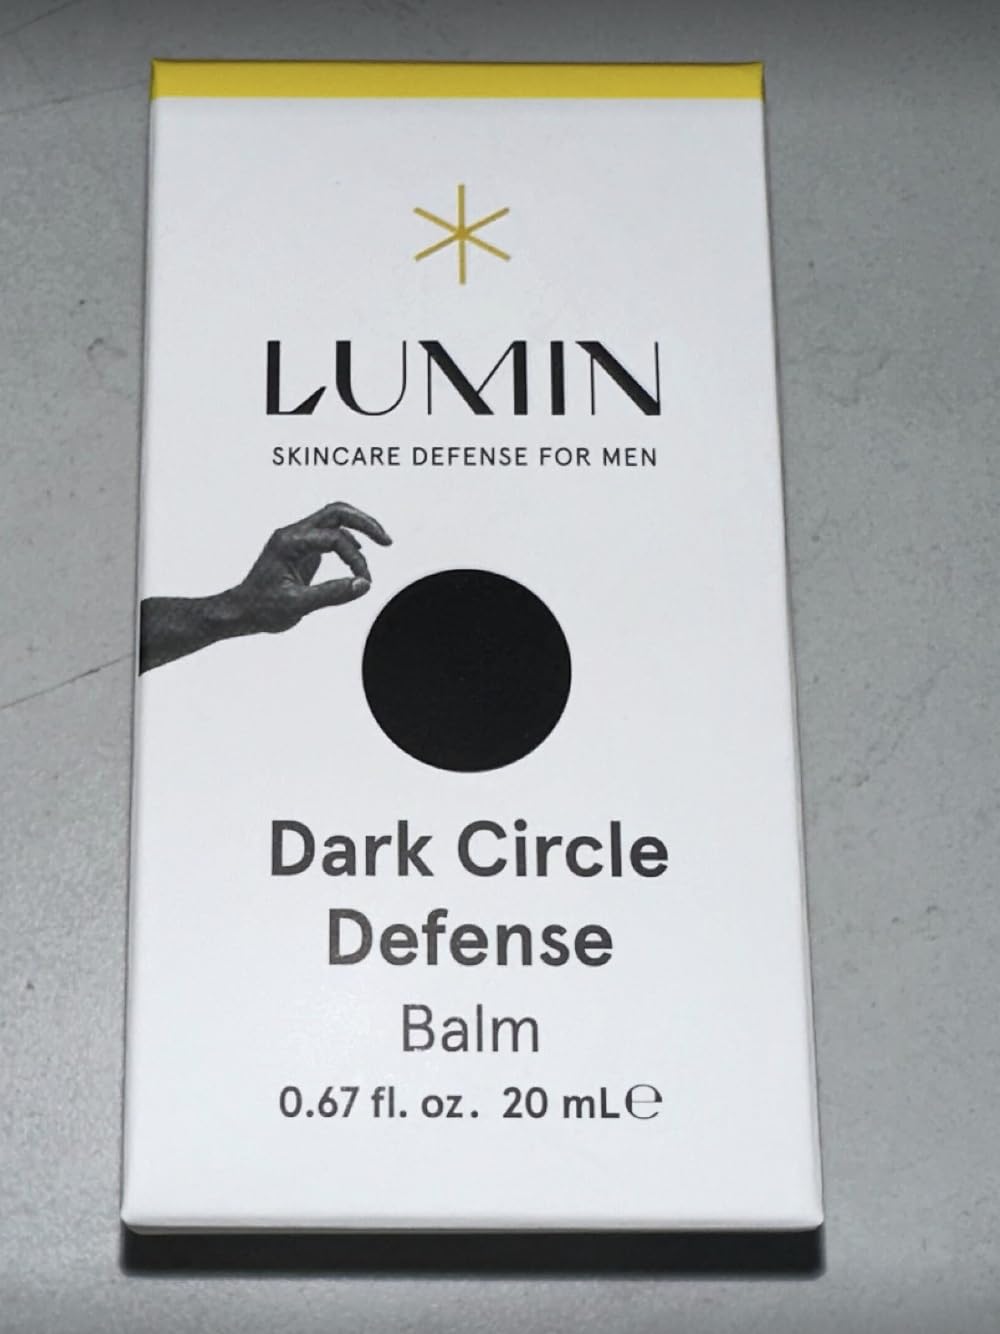 LUMIN
SKINCARE DEFENSE FOR MEN
Dark Circle
Defense
Balm
0.67 fl. oz. 20 mL℮